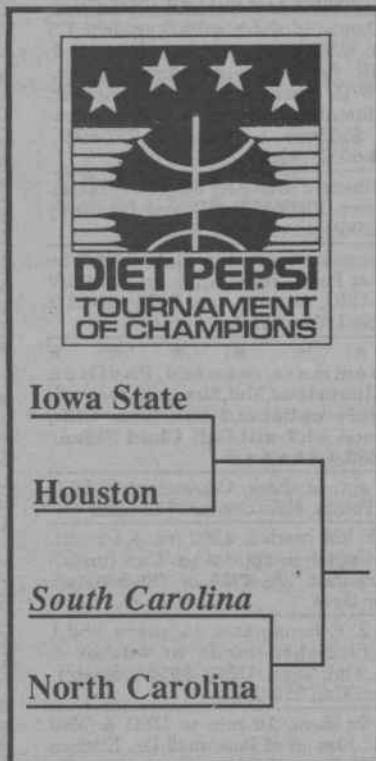 DIET PEPSI
TOURNAMENT
OF CHAMPIONS
Iowa State
Houston
South Carolina
North Carolina